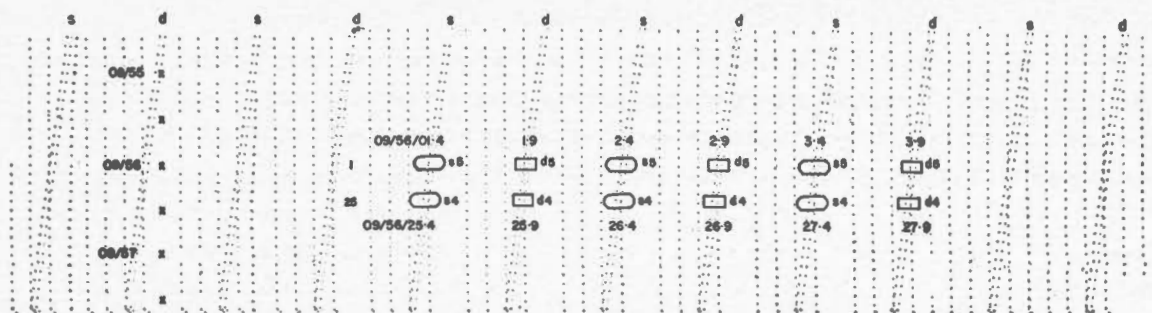 s d s d s d s d s d s d
09/55 x
x
09/56/01·4 1·9 2·4 2·9 3·4 3·9
09/56 x 1 s5 d5 s5 d5 s5 d5
x 25 s4 d4 s4 d4 s4 d4
09/56/25·4 25·9 26·4 26·9 27·4 27·9
09/57 x
x